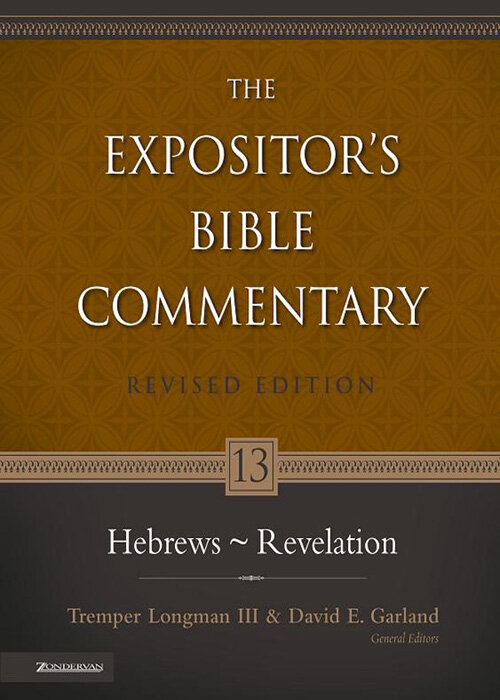 THE
EXPOSITOR'S
BIBLE
COMMENTARY
REVISED EDITION
13
Hebrews ~ Revelation
Tremper Longman III & David E. Garland
General Editors
ZONDERVAN